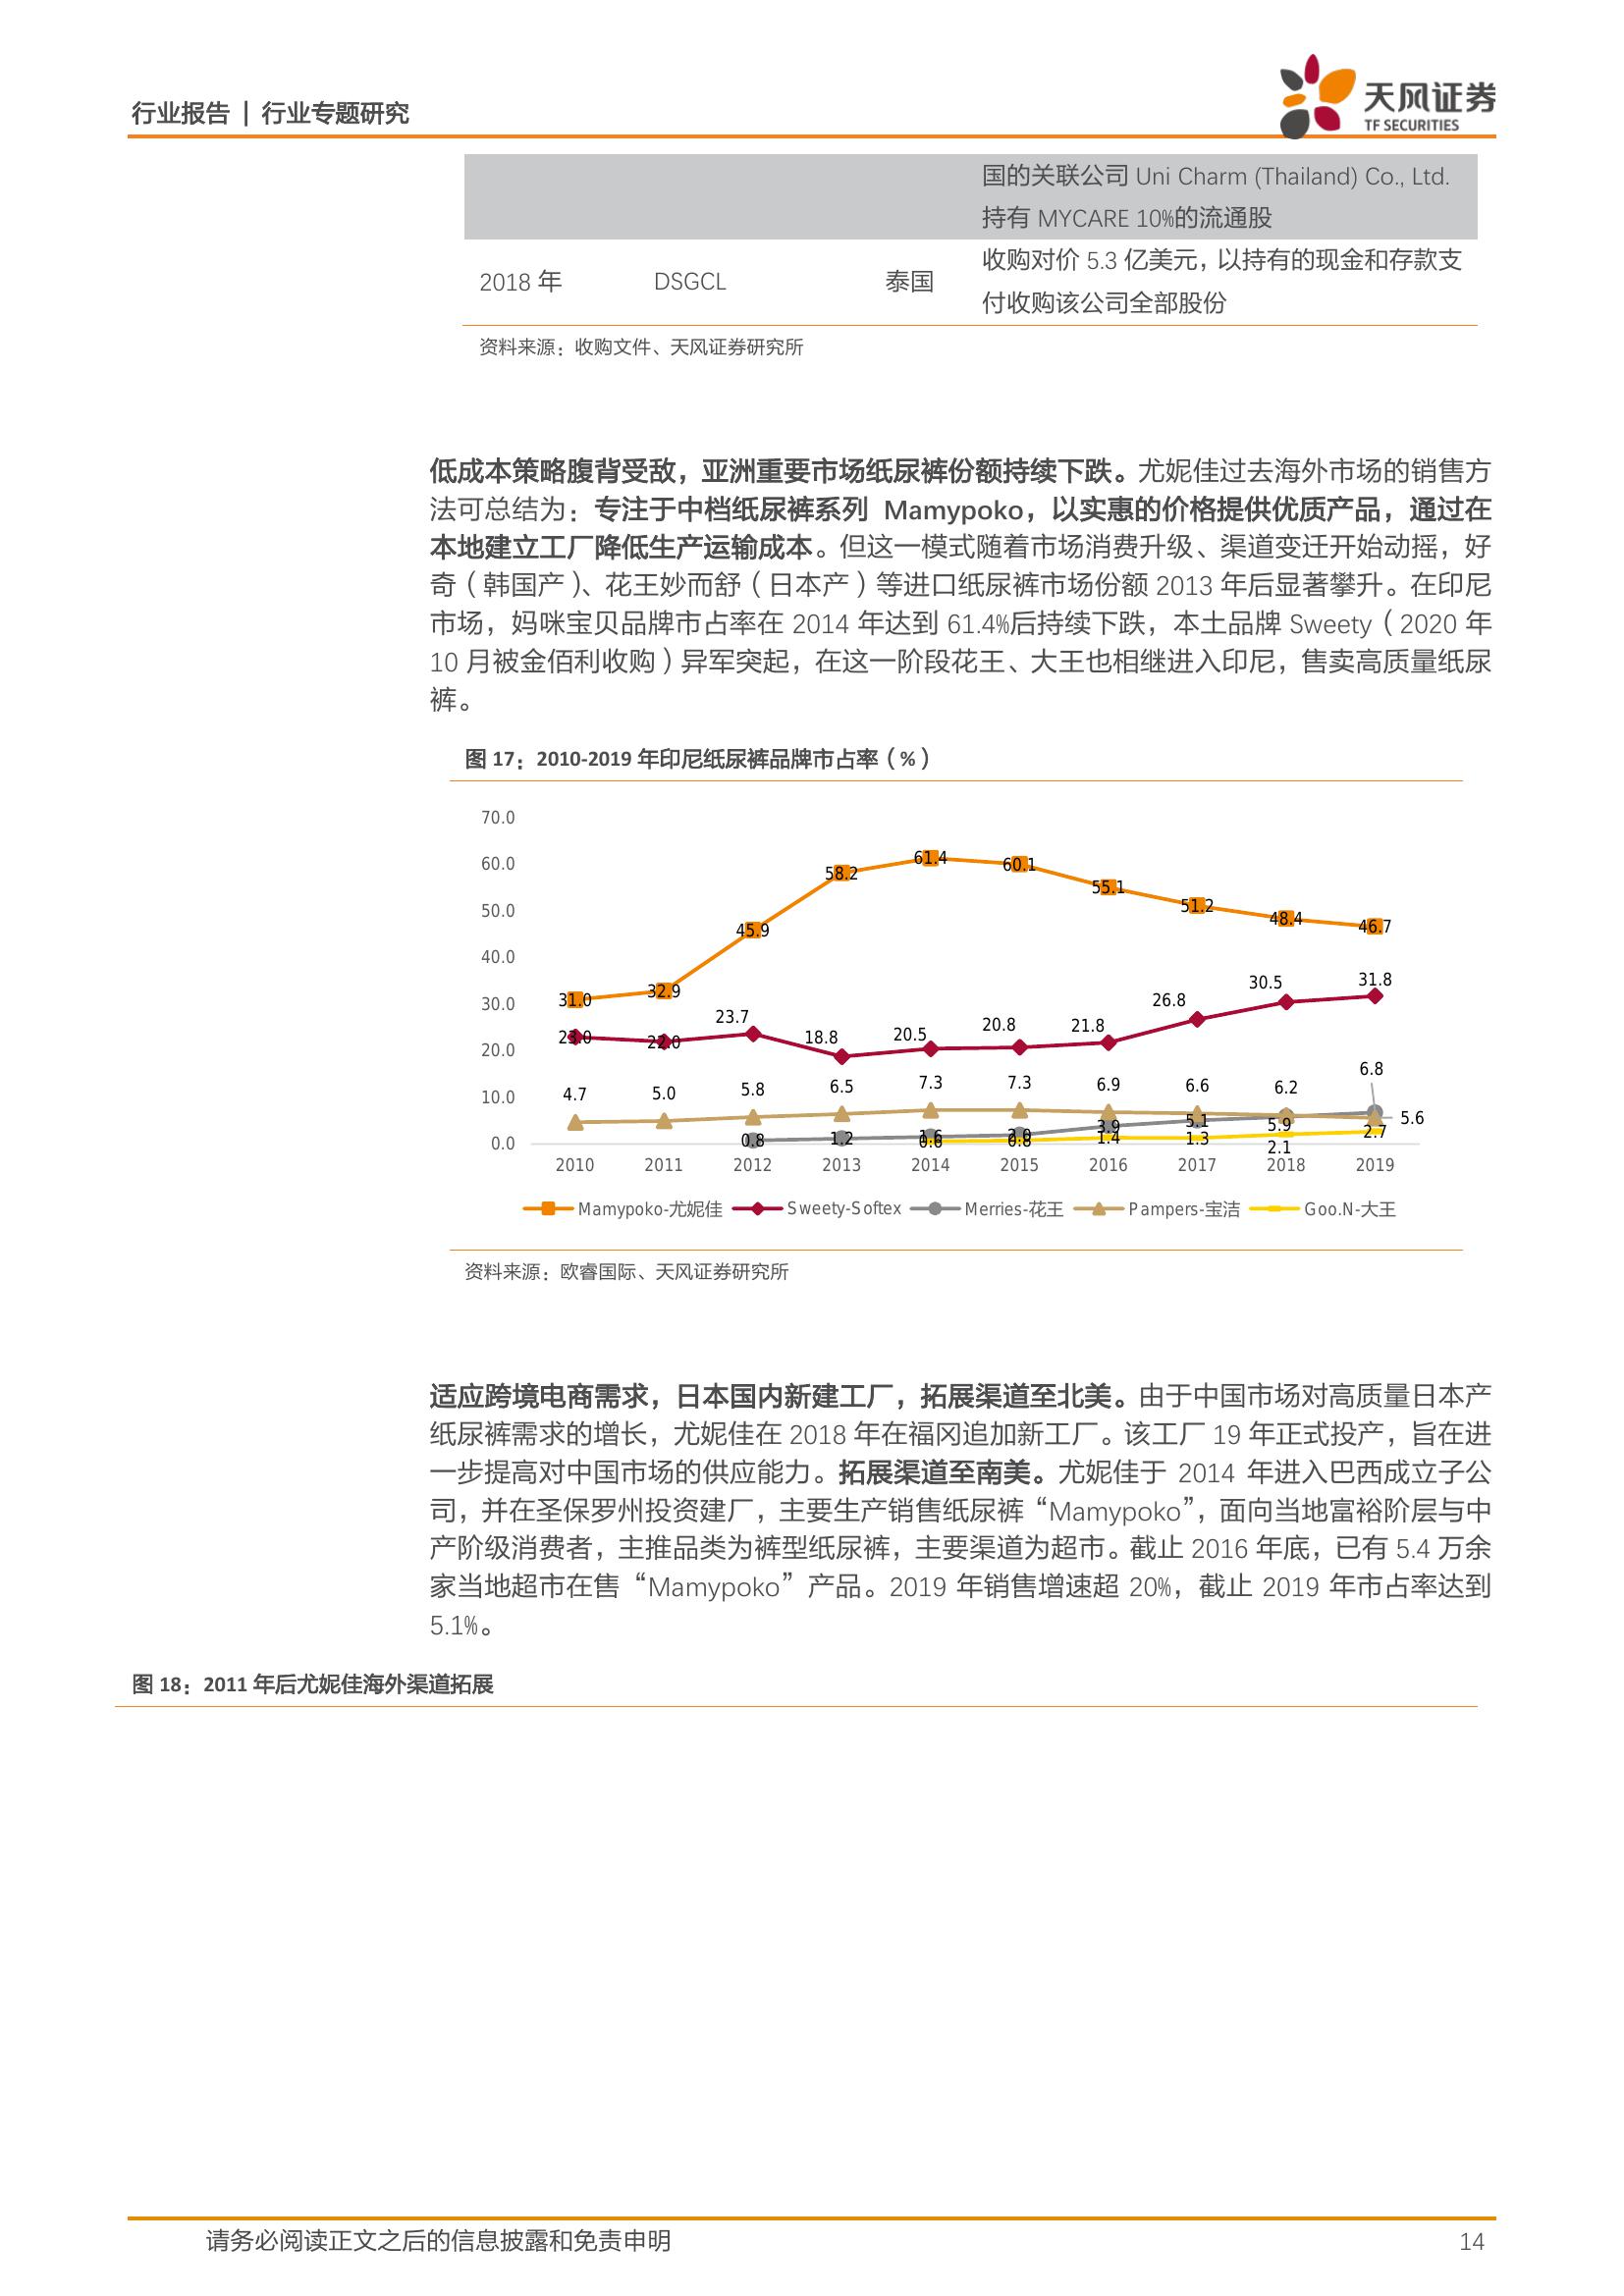 行业报告 | 行业专题研究
天风证券
TF SECURITIES
国的关联公司 Uni Charm (Thailand) Co., Ltd.
持有 MYCARE 10%的流通股
2018 年 DSGCL 泰国 收购对价 5.3 亿美元，以持有的现金和存款支
付收购该公司全部股份
资料来源：收购文件、天风证券研究所
低成本策略腹背受敌，亚洲重要市场纸尿裤份额持续下跌。尤妮佳过去海外市场的销售方
法可总结为：专注于中档纸尿裤系列 Mamypoko，以实惠的价格提供优质产品，通过在
本地建立工厂降低生产运输成本。但这一模式随着市场消费升级、渠道变迁开始动摇，好
奇（韩国产）、花王妙而舒（日本产）等进口纸尿裤市场份额 2013 年后显著攀升。在印尼
市场，妈咪宝贝品牌市占率在 2014 年达到 61.4%后持续下跌，本土品牌 Sweety（2020 年
10 月被金佰利收购）异军突起，在这一阶段花王、大王也相继进入印尼，售卖高质量纸尿
裤。
图 17：2010-2019 年印尼纸尿裤品牌市占率（%）
70.0
60.0
50.0
40.0
30.0
20.0
10.0
0.0
31.0 32.9 45.9 58.2 61.4 60.1 55.1 51.2 48.4 46.7
23.0 22.0 23.7 18.8 20.5 20.8 21.8 26.8 30.5 31.8
4.7 5.0 5.8 6.5 7.3 7.3 6.9 6.6 6.2 5.6
0.8 1.2 1.6 2.0 3.9 5.1 5.9 6.8
0.6 0.8 1.4 1.3 2.1 2.7
2010 2011 2012 2013 2014 2015 2016 2017 2018 2019
Mamypoko-尤妮佳 Sweety-Softex Merries-花王 Pampers-宝洁 Goo.N-大王
资料来源：欧睿国际、天风证券研究所
适应跨境电商需求，日本国内新建工厂，拓展渠道至北美。由于中国市场对高质量日本产
纸尿裤需求的增长，尤妮佳在 2018 年在福冈追加新工厂。该工厂 19 年正式投产，旨在进
一步提高对中国市场的供应能力。拓展渠道至南美。尤妮佳于 2014 年进入巴西成立子公
司，并在圣保罗州投资建厂，主要生产销售纸尿裤“Mamypoko”，面向当地富裕阶层与中
产阶级消费者，主推品类为裤型纸尿裤，主要渠道为超市。截止 2016 年底，已有 5.4 万余
家当地超市在售“Mamypoko”产品。2019 年销售增速超 20%，截止 2019 年市占率达到
5.1%。
图 18：2011 年后尤妮佳海外渠道拓展
请务必阅读正文之后的信息披露和免责申明 14